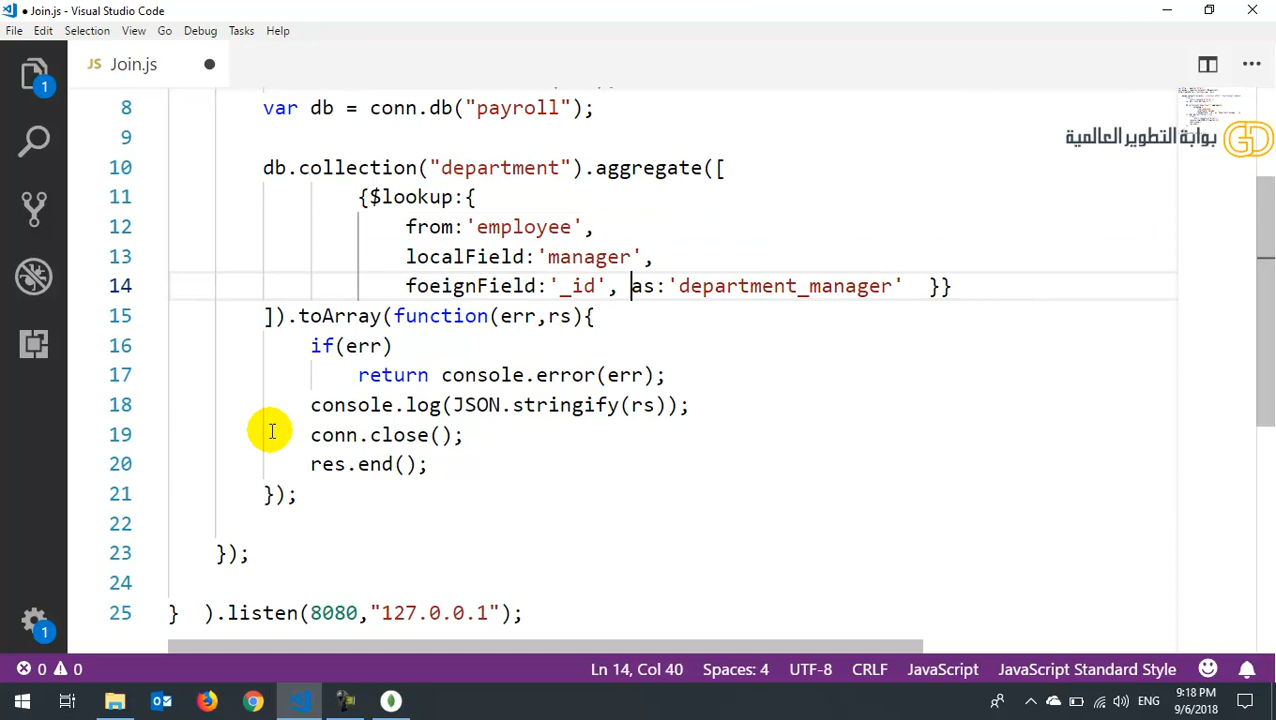 ● Join.js - Visual Studio Code
File Edit Selection View Go Debug Tasks Help
JS Join.js ●
1
بوابة التطوير العالمية GD
8 var db = conn.db("payroll");
9
10 db.collection("department").aggregate([
11 {$lookup:{
12 from:'employee',
13 localField:'manager',
14 foeignField:'_id', as:'department_manager' }}
15 ]).toArray(function(err,rs){
16 if(err)
17 return console.error(err);
18 console.log(JSON.stringify(rs));
19 conn.close();
20 res.end();
21 });
22
23 });
24
25 } ).listen(8080,"127.0.0.1");
1
0 0 Ln 14, Col 40 Spaces: 4 UTF-8 CRLF JavaScript JavaScript Standard Style
ENG 9:18 PM
9/6/2018